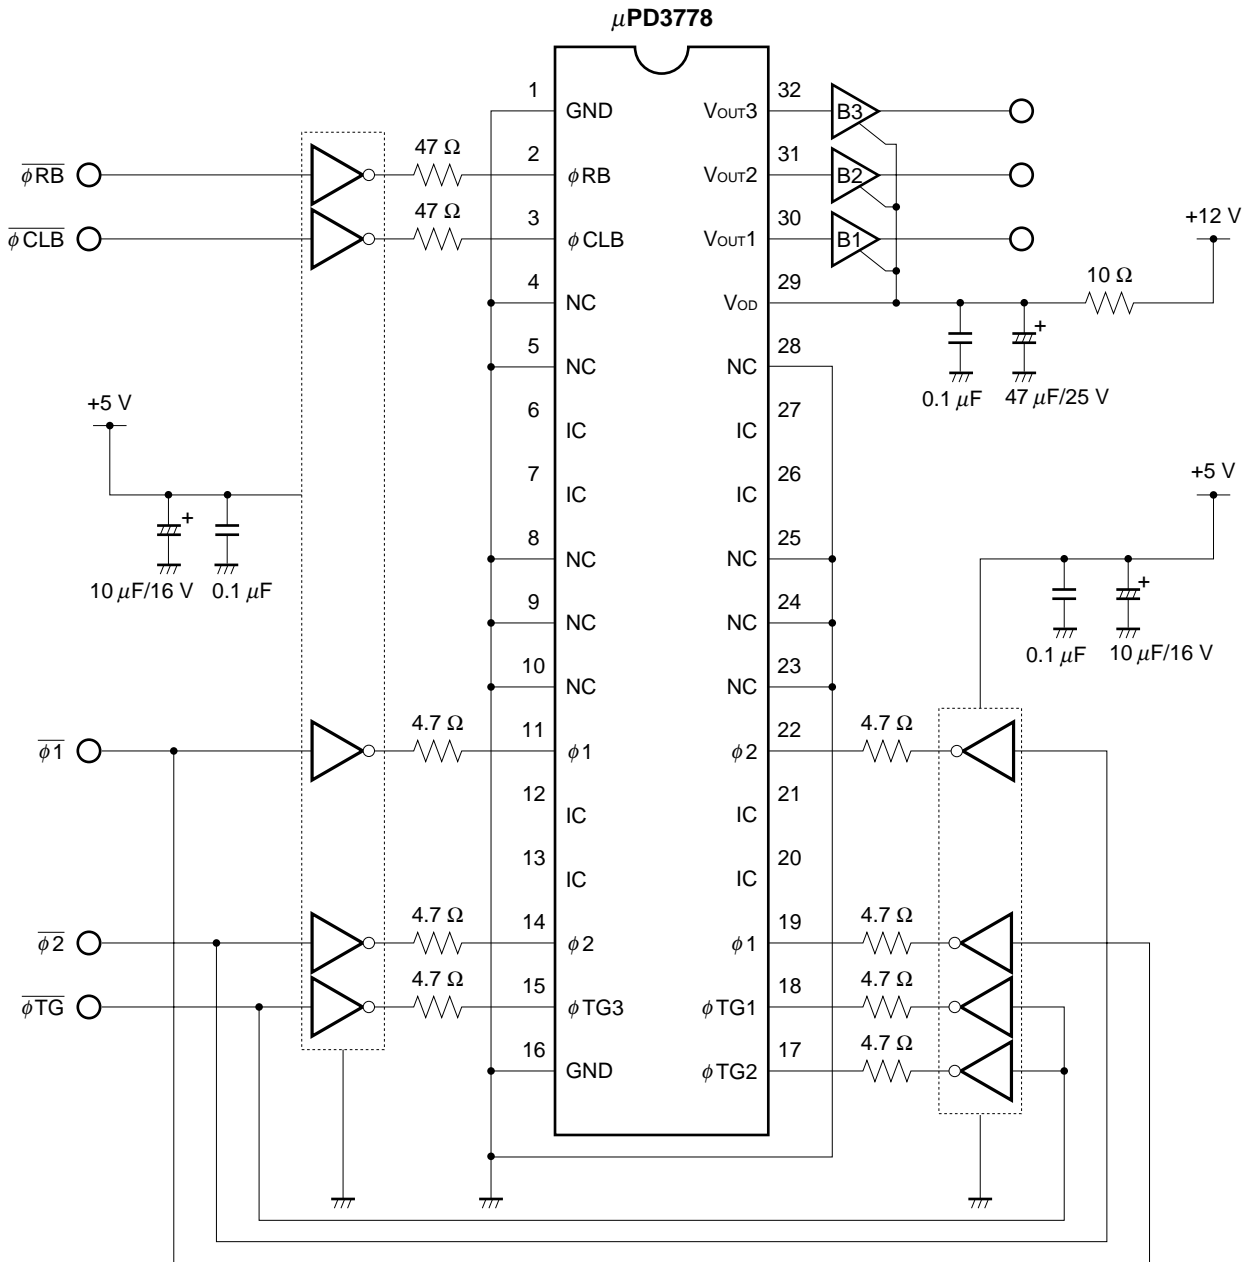 μPD3778
1 GND VOUT3 32 B3
φRB 47 Ω 2 φRB VOUT2 31 B2
φCLB 47 Ω 3 φCLB VOUT1 30 B1 +12 V
4 NC VOD 29 10 Ω
5 NC NC 28
0.1 μF 47 μF/25 V
+5 V 6 IC IC 27
7 IC IC 26 +5 V
+
+
+
8 NC NC 25
10 μF/16 V 0.1 μF
9 NC NC 24
0.1 μF 10 μF/16 V
10 NC NC 23
φ1 4.7 Ω 11 φ1 φ2 22 4.7 Ω
12 IC IC 21
13 IC IC 20
φ2 4.7 Ω 14 φ2 φ1 19 4.7 Ω
φTG 4.7 Ω 15 φTG3 φTG1 18 4.7 Ω
16 GND φTG2 17 4.7 Ω